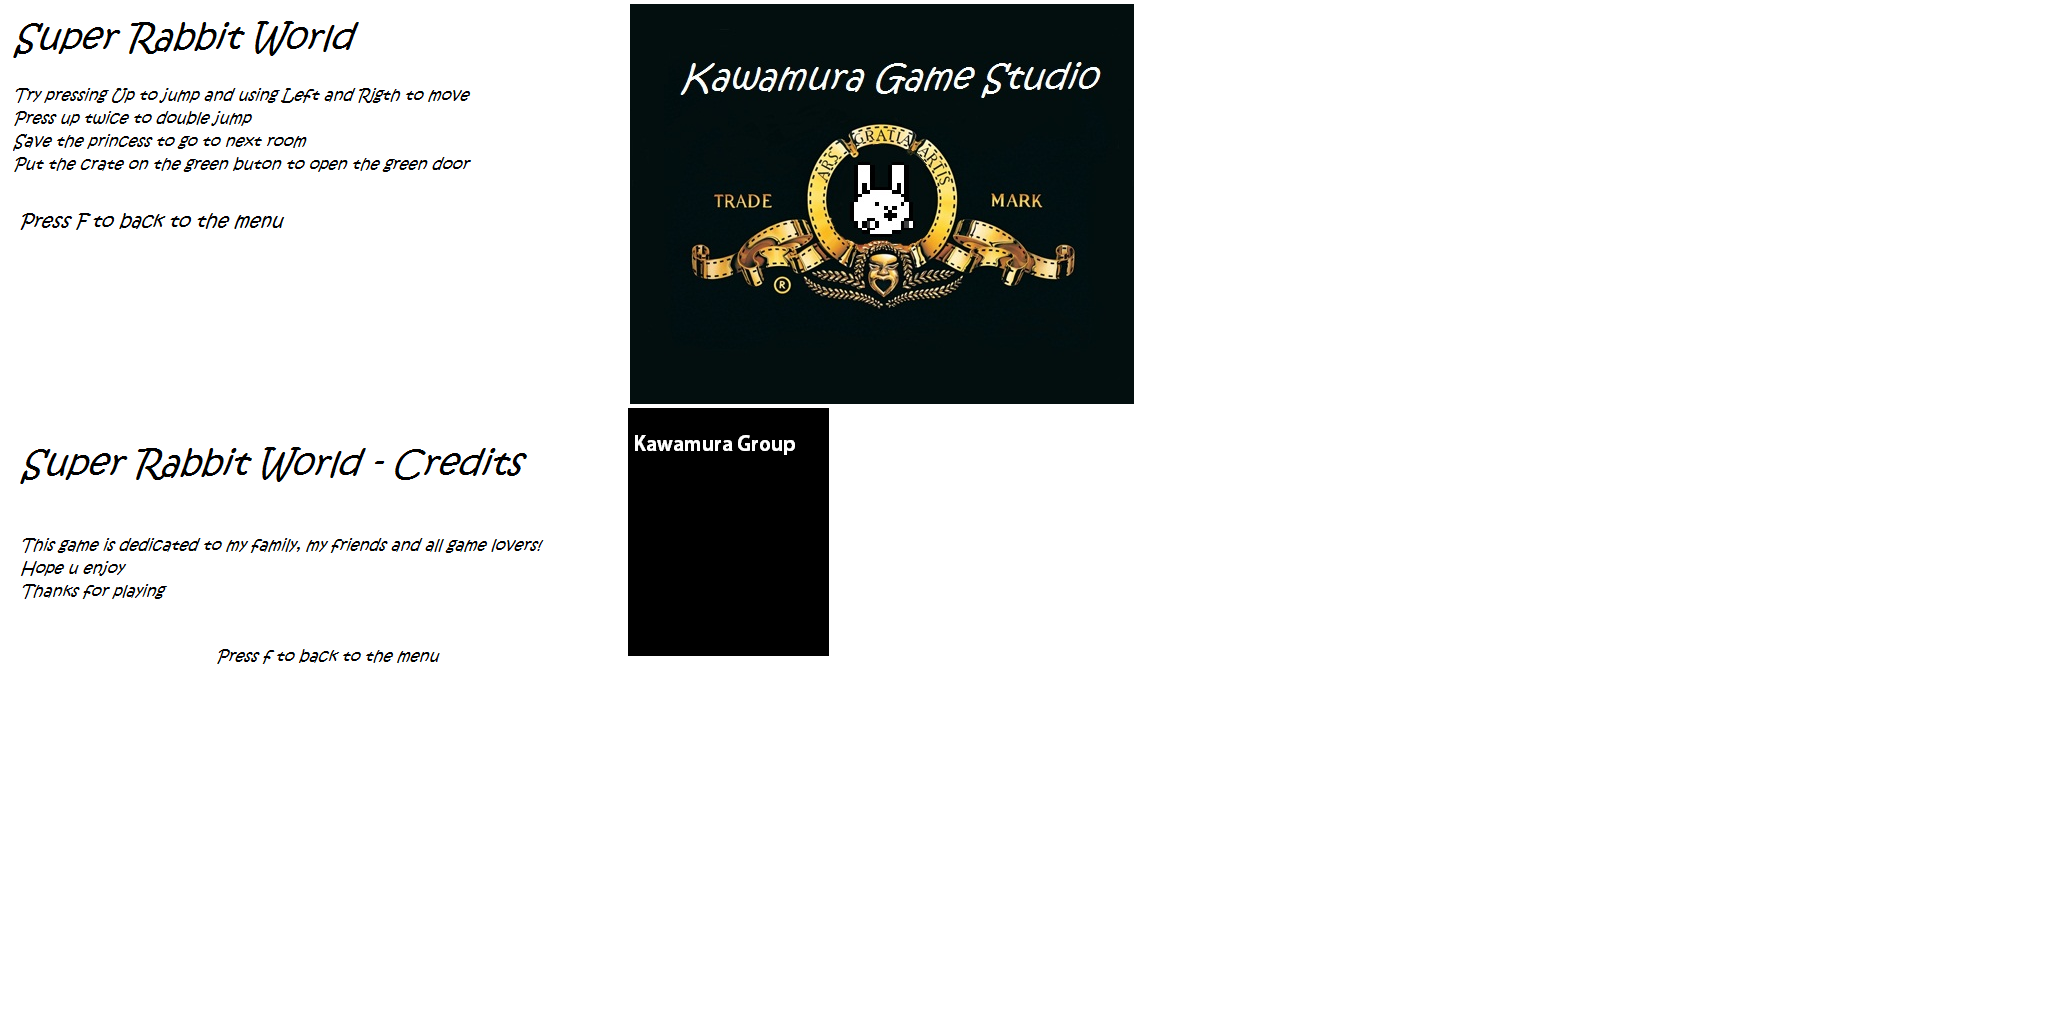 Super Rabbit World
Try pressing Up to jump and using Left and Rigth to move
Press up twice to double jump
Save the princess to go to next room
Put the crate on the green buton to open the green door
Press F to back to the menu
Kawamura Game Studio
ARS GRATIA ARTIS
TRADE MARK
®
Kawamura Group
Super Rabbit World - Credits
This game is dedicated to my family, my friends and all game lovers!
Hope u enjoy
Thanks for playing
Press f to back to the menu